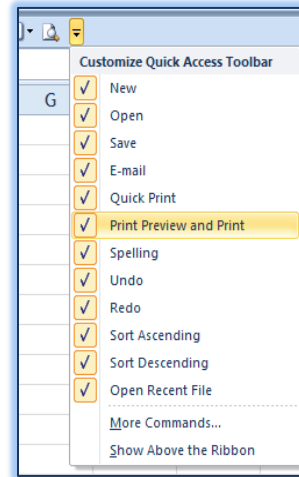 Customize Quick Access Toolbar
G
New
Open
Save
E-mail
Quick Print
Print Preview and Print
Spelling
Undo
Redo
Sort Ascending
Sort Descending
Open Recent File
More Commands...
Show Above the Ribbon